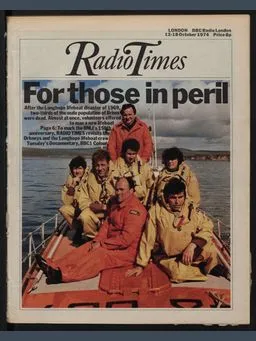 LONDON BBC Radio London
12-18 October 1974 Price 8p
Radio Times
For those in peril
After the Longhope lifeboat disaster of 1969,
two-thirds of the male population of Brims
were dead. Almost at once, volunteers offered
to man a new lifeboat.
Page 6: To mark the RNLI's 150th
anniversary, RADIO TIMES revisits the
Orkneys and the Longhope lifeboat crew
Tuesday's Documentary, BBC1 Colour